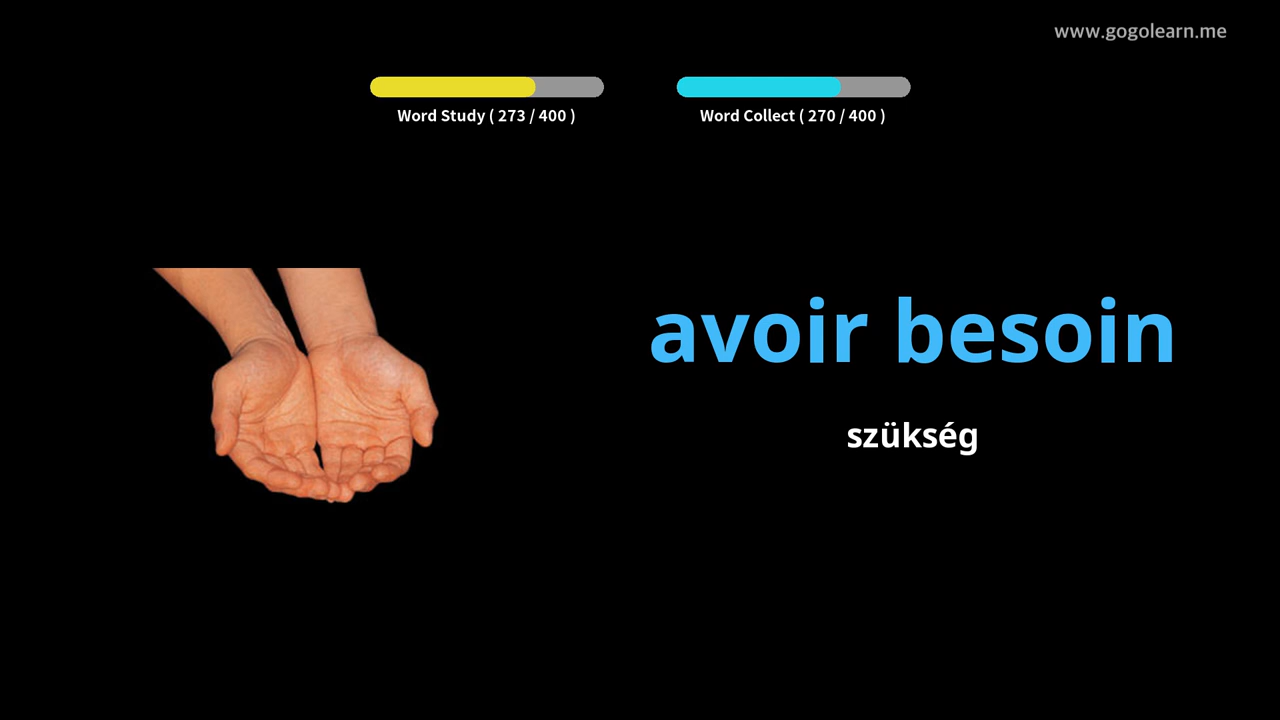 www.gogolearn.me
Word Study ( 273 / 400 )
Word Collect ( 270 / 400 )
avoir besoin
szükség